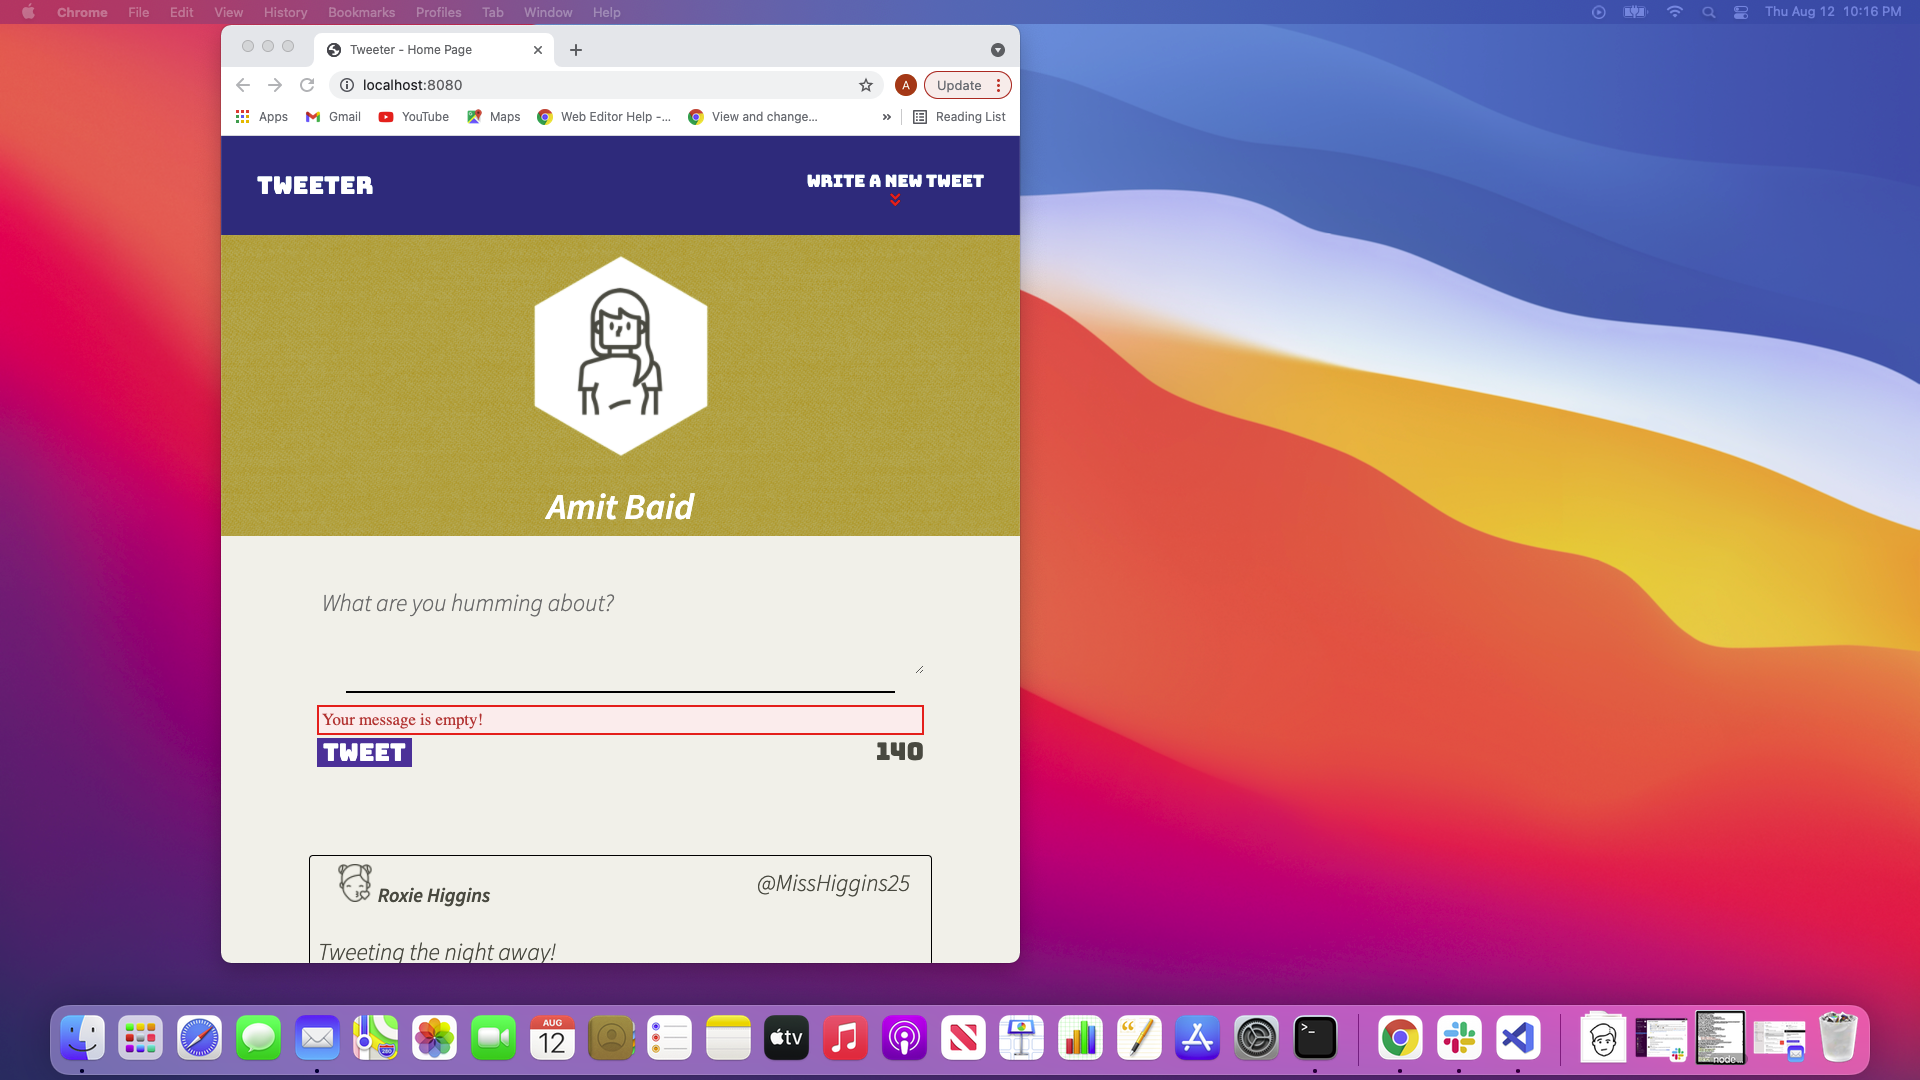 Chrome File Edit View History Bookmarks Profiles Tab Window Help Thu Aug 12 10:16 PM
Tweeter - Home Page
localhost:8080 A Update
Apps Gmail YouTube Maps Web Editor Help -... View and change... » Reading List
TWEETER WRITE A NEW TWEET
Amit Baid
What are you humming about?
Your message is empty!
TWEET 140
Roxie Higgins @MissHiggins25
Tweeting the night away!
AUG
12
tv
280
>_
node